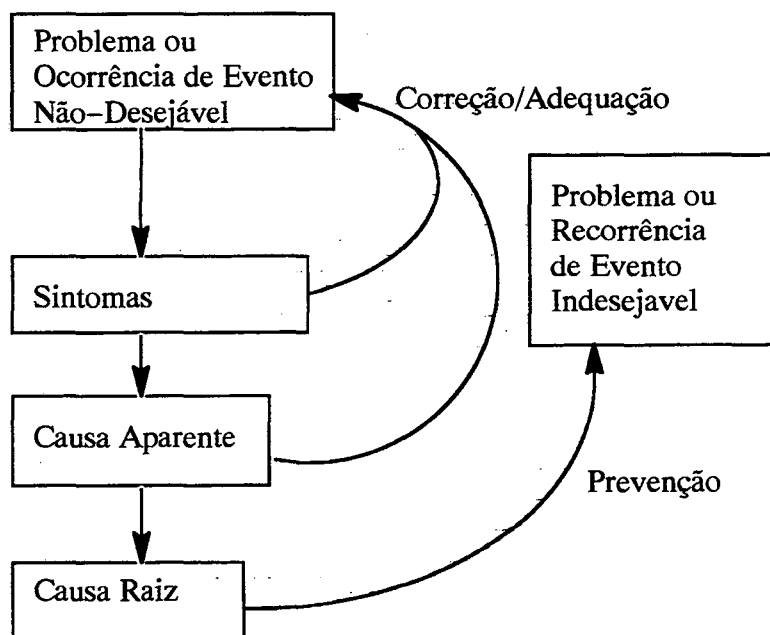 Problema ou
Ocorrência de Evento
Não–Desejável
Correção/Adequação
Problema ou
Recorrência
de Evento
Indesejavel
Sintomas
Causa Aparente
Prevenção
Causa Raiz